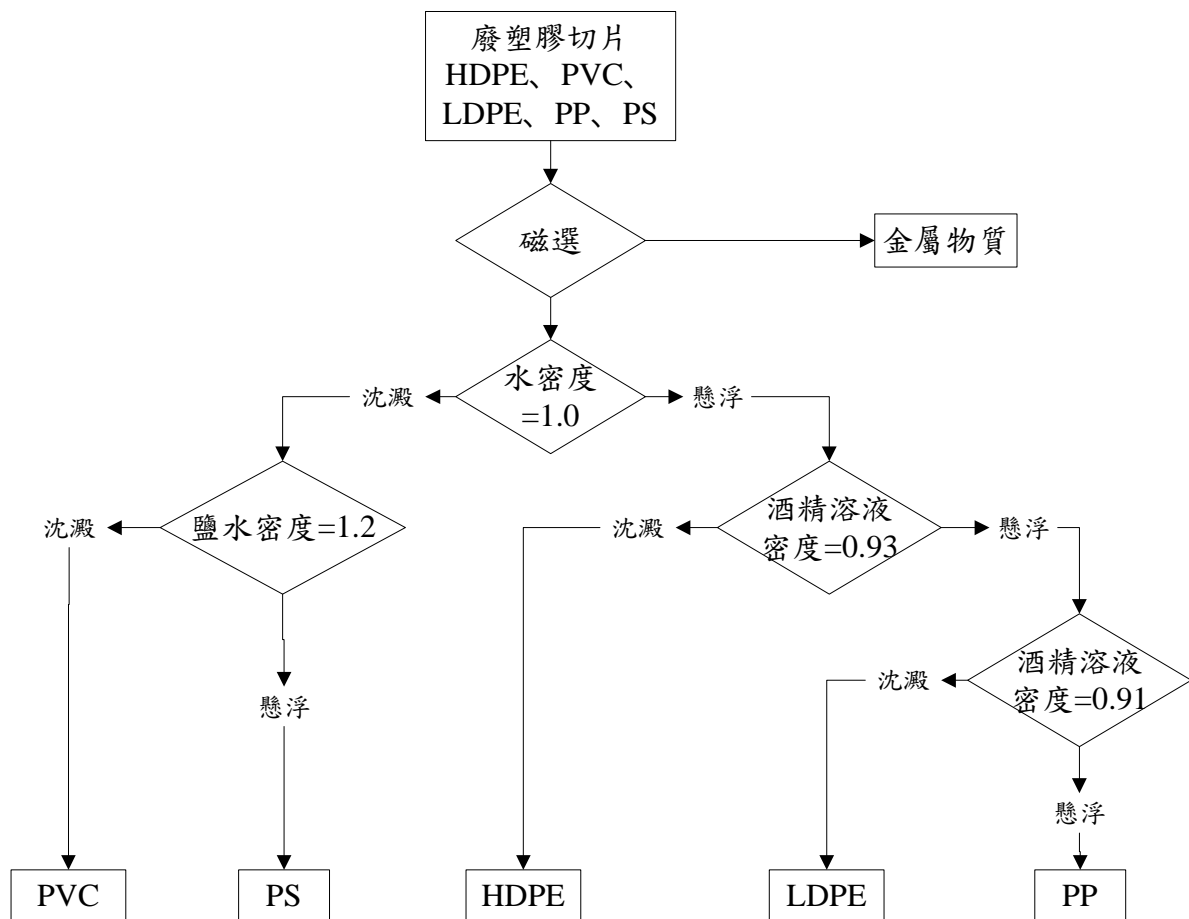 廢塑膠切片
HDPE、PVC、
LDPE、PP、PS
磁選
金屬物質
水密度
=1.0
沈澱
懸浮
鹽水密度=1.2
酒精溶液
密度=0.93
沈澱
沈澱
懸浮
酒精溶液
密度=0.91
沈澱
懸浮
懸浮
PVC
PS
HDPE
LDPE
PP